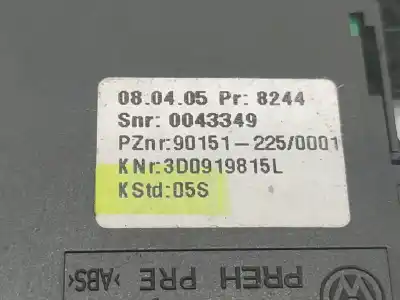 08.04.05 Pr: 8244
Snr: 0043349
PZnr:90151-225/0001
KNr:3D0919815L
KStd:05S
PREH PRE >ABS<